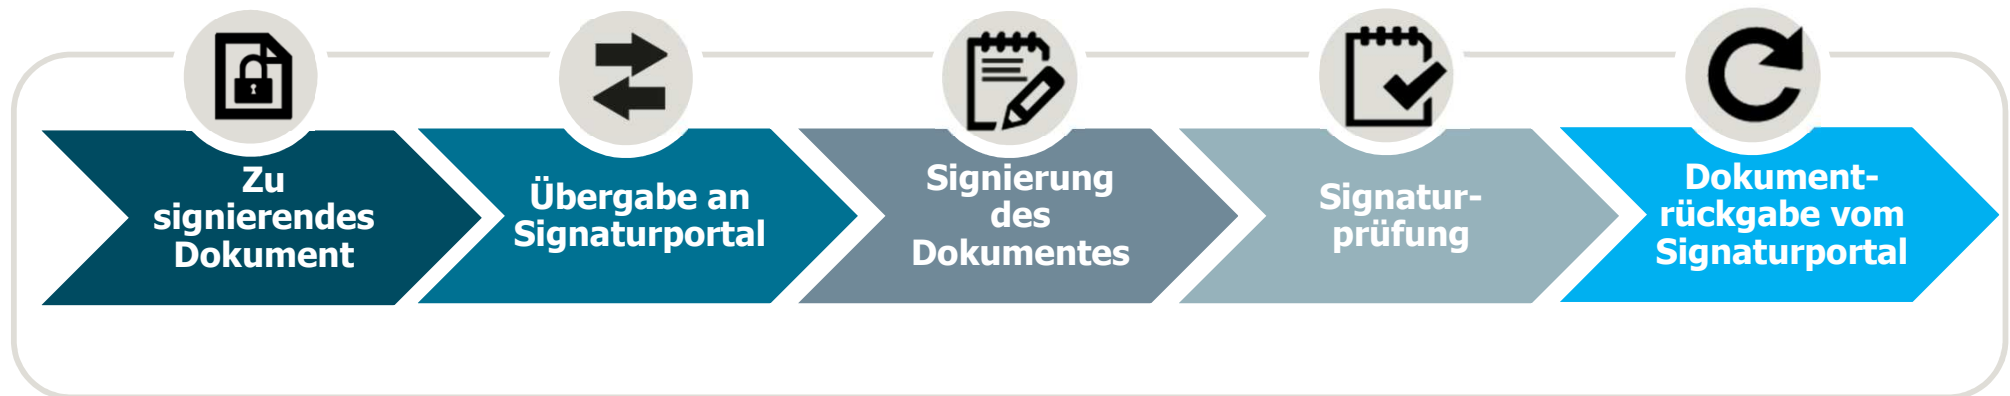 Zu
signierendes
Dokument
Übergabe an
Signaturportal
Signierung
des
Dokumentes
Signatur-
prüfung
Dokument-
rückgabe vom
Signaturportal